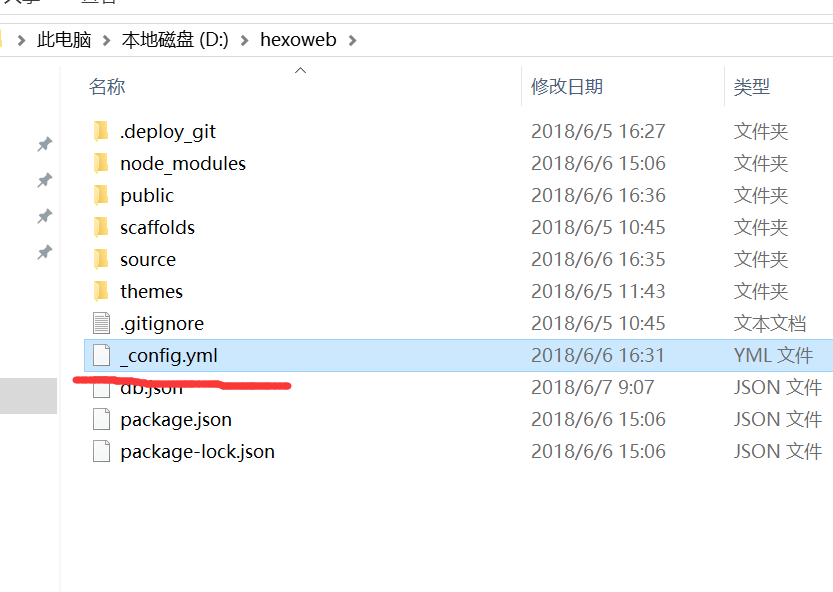 此电脑 本地磁盘 (D:) hexoweb
名称 修改日期 类型
.deploy_git 2018/6/5 16:27 文件夹
node_modules 2018/6/6 15:06 文件夹
public 2018/6/6 16:36 文件夹
scaffolds 2018/6/5 10:45 文件夹
source 2018/6/6 16:35 文件夹
themes 2018/6/5 11:43 文件夹
.gitignore 2018/6/5 10:45 文本文档
_config.yml 2018/6/6 16:31 YML 文件
db.json 2018/6/7 9:07 JSON 文件
package.json 2018/6/6 15:06 JSON 文件
package-lock.json 2018/6/6 15:06 JSON 文件